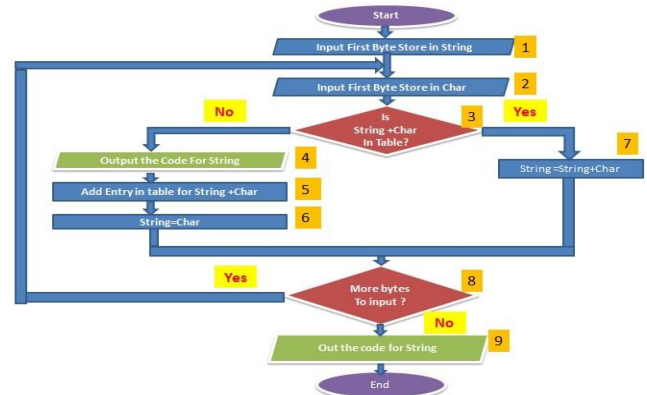 Start
Input First Byte Store in String
1
Input First Byte Store in Char
2
Is
String +Char
In Table?
3
No
Yes
Output the Code For String
4
7
String =String+Char
Add Entry in table for String +Char
5
String=Char
6
Yes
More bytes
To input ?
8
No
Out the code for String
9
End